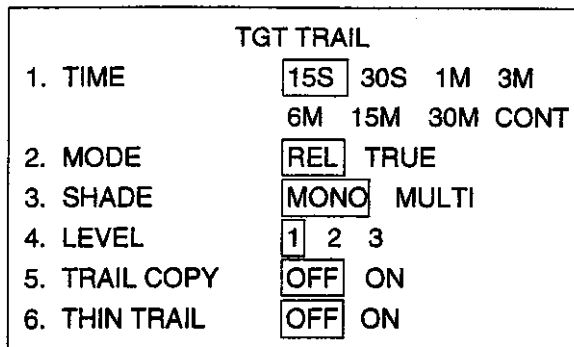 TGT TRAIL
1. TIME 15S 30S 1M 3M
6M 15M 30M CONT
2. MODE REL TRUE
3. SHADE MONO MULTI
4. LEVEL 1 2 3
5. TRAIL COPY OFF ON
6. THIN TRAIL OFF ON